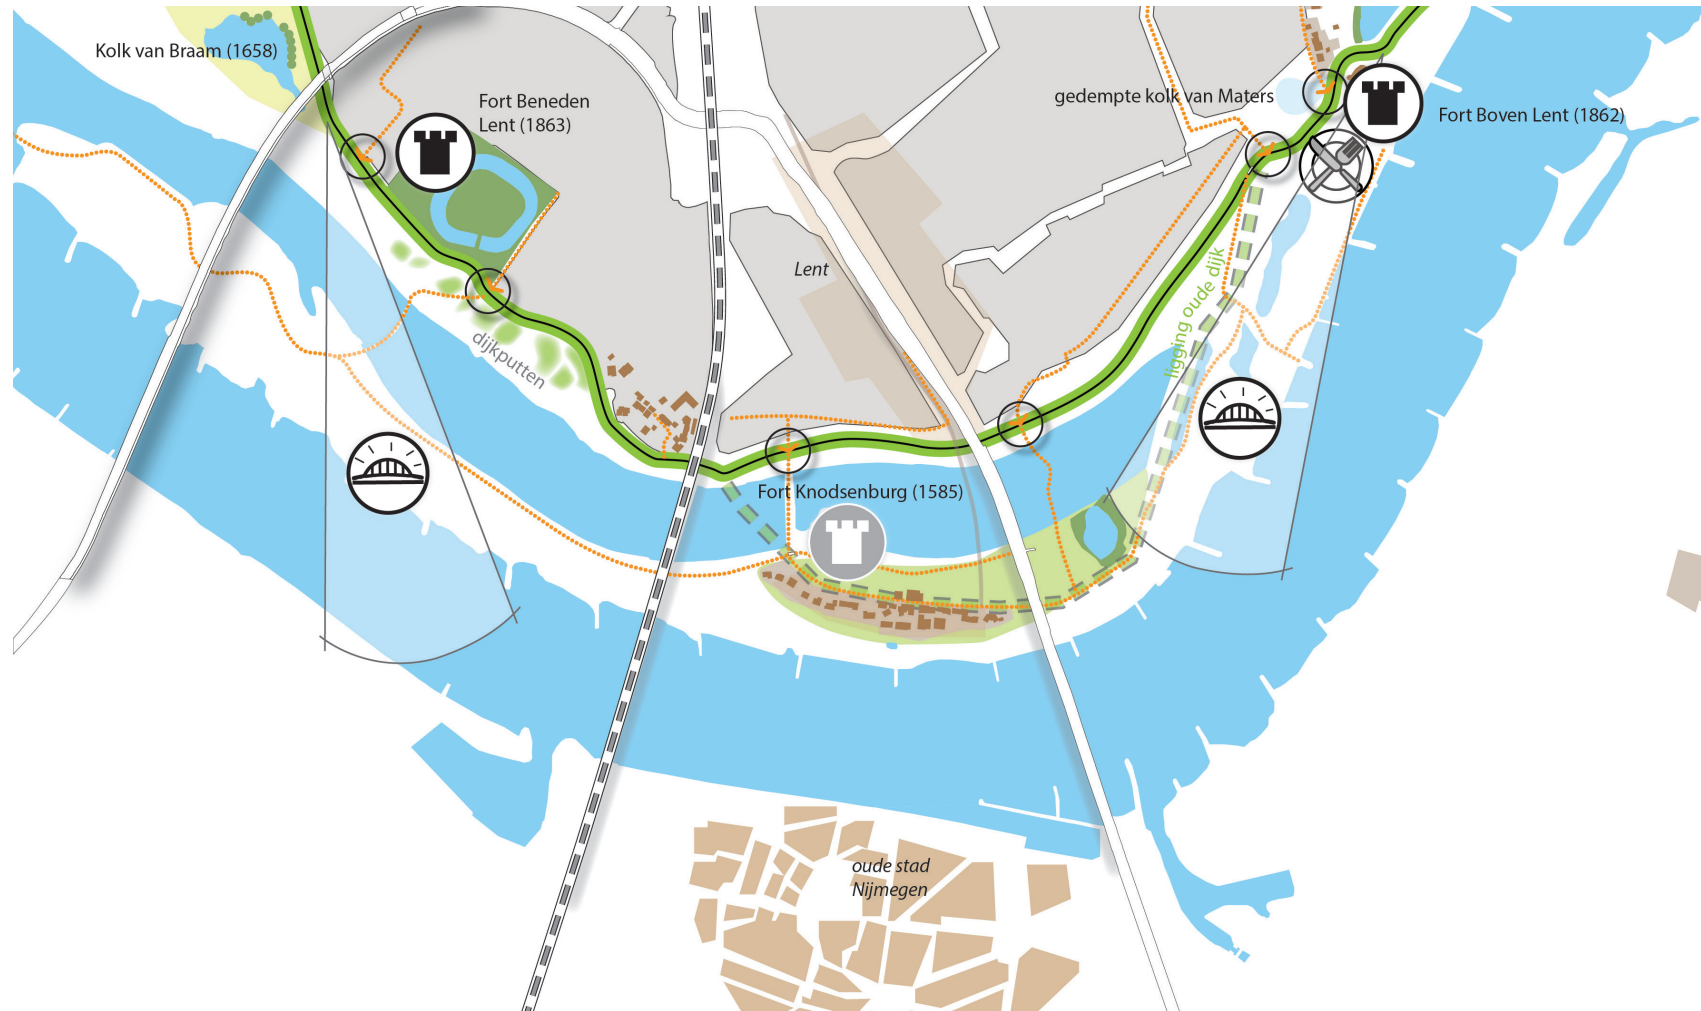 Kolk van Braam (1658)
Fort Beneden
Lent (1863)
gedempte kolk van Maters
Fort Boven Lent (1862)
Lent
ligging oude dijk
dijkputten
Fort Knodsenburg (1585)
oude stad
Nijmegen